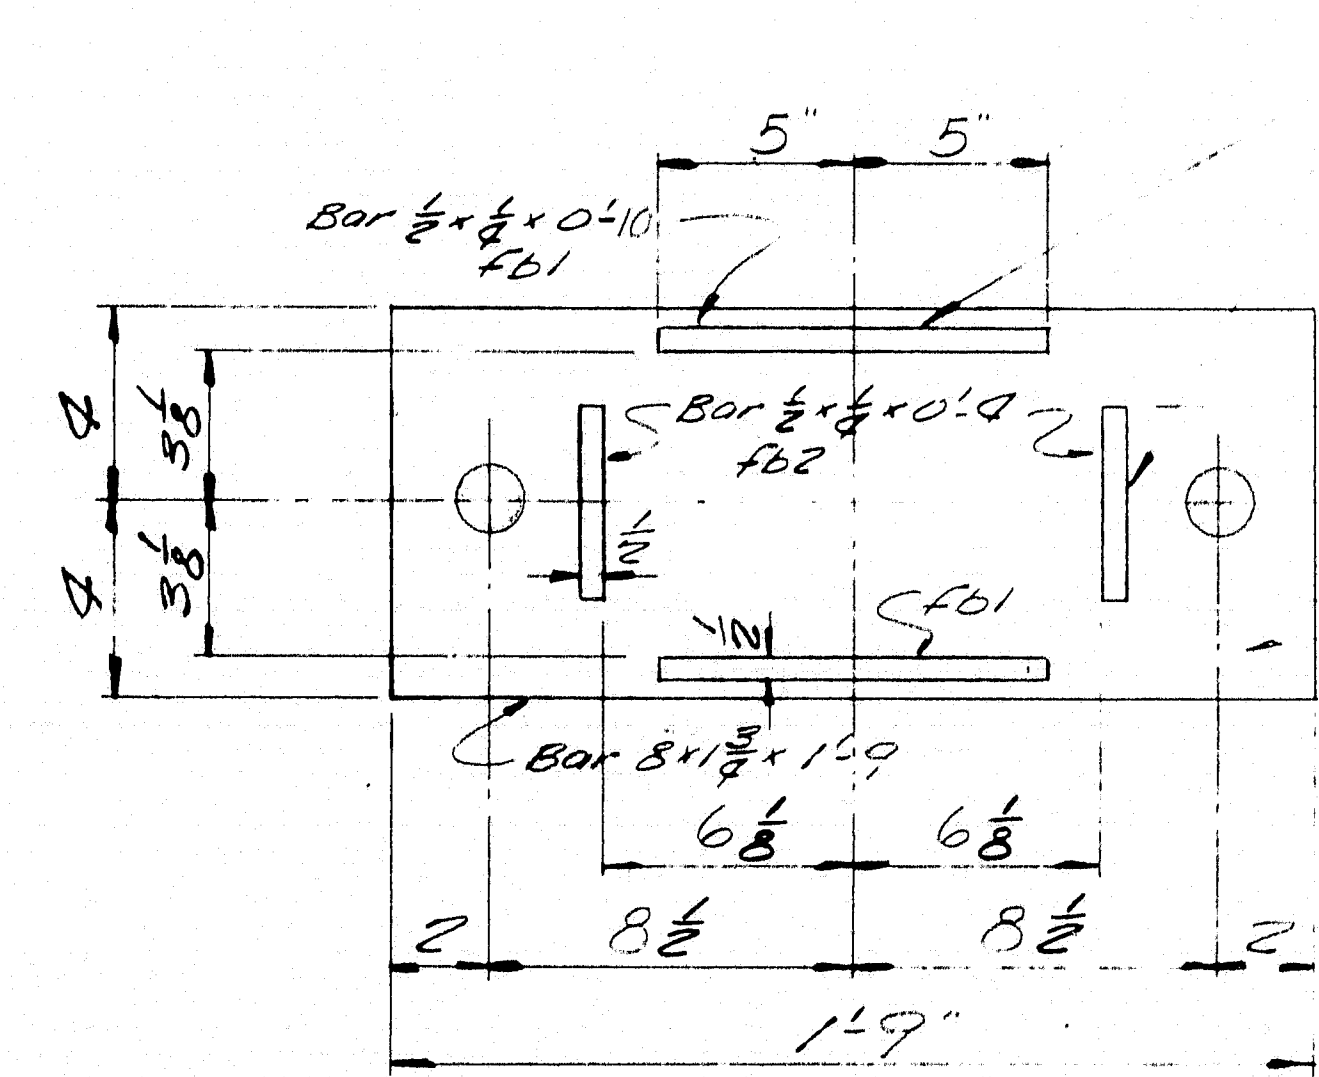 5" 5"
Bar 1/2 x 1/4 x 0'-10
fb1
4
3 1/8
Bar 1/2 x 1/4 x 0'-4
fb2
1/2
4
3 1/8
fb1
1/2
Bar 8 x 1 3/4 x 1'-9
6 1/8 6 1/8
2 8 1/2 8 1/2 2
1'-9"